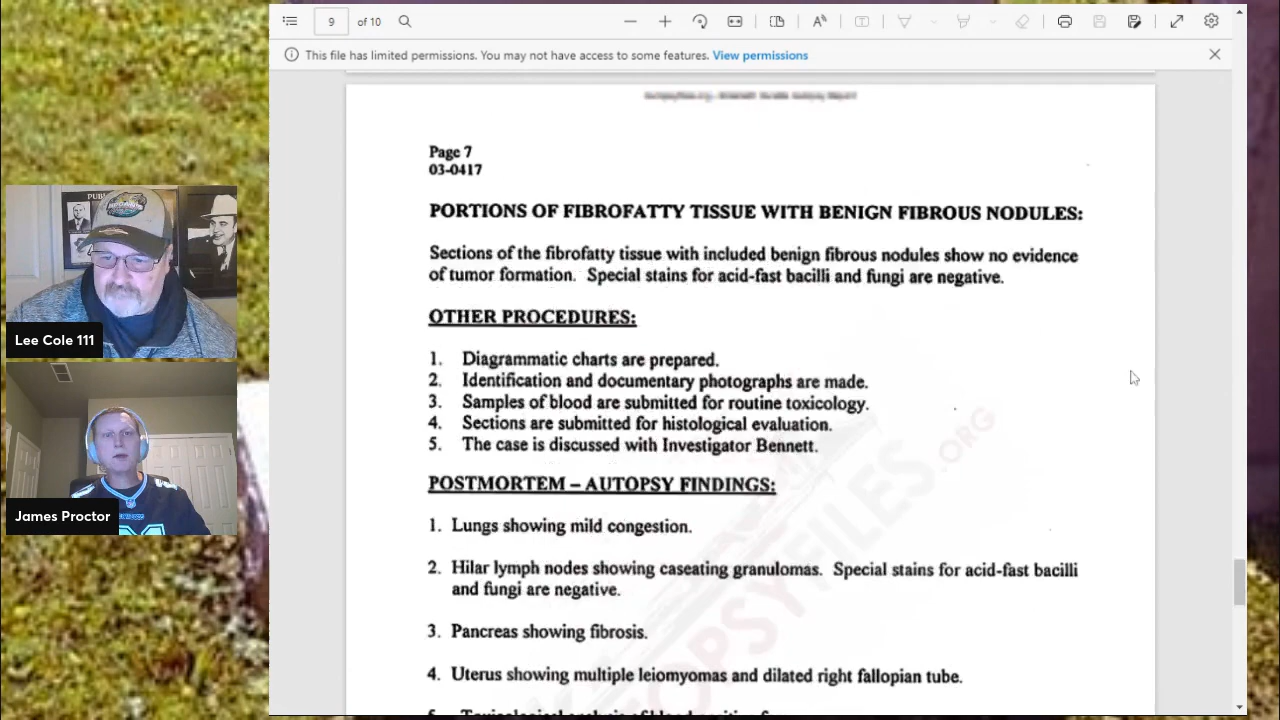 9 of 10
This file has limited permissions. You may not have access to some features. View permissions
Page 7
03-0417
PORTIONS OF FIBROFATTY TISSUE WITH BENIGN FIBROUS NODULES:
Sections of the fibrofatty tissue with included benign fibrous nodules show no evidence
of tumor formation. Special stains for acid-fast bacilli and fungi are negative.
OTHER PROCEDURES:
1. Diagrammatic charts are prepared.
2. Identification and documentary photographs are made.
3. Samples of blood are submitted for routine toxicology.
4. Sections are submitted for histological evaluation.
5. The case is discussed with Investigator Bennett.
POSTMORTEM – AUTOPSY FINDINGS:
1. Lungs showing mild congestion.
2. Hilar lymph nodes showing caseating granulomas. Special stains for acid-fast bacilli
and fungi are negative.
3. Pancreas showing fibrosis.
4. Uterus showing multiple leiomyomas and dilated right fallopian tube.
OPSYFILES.ORG
PUBL
Lee Cole 111
James Proctor